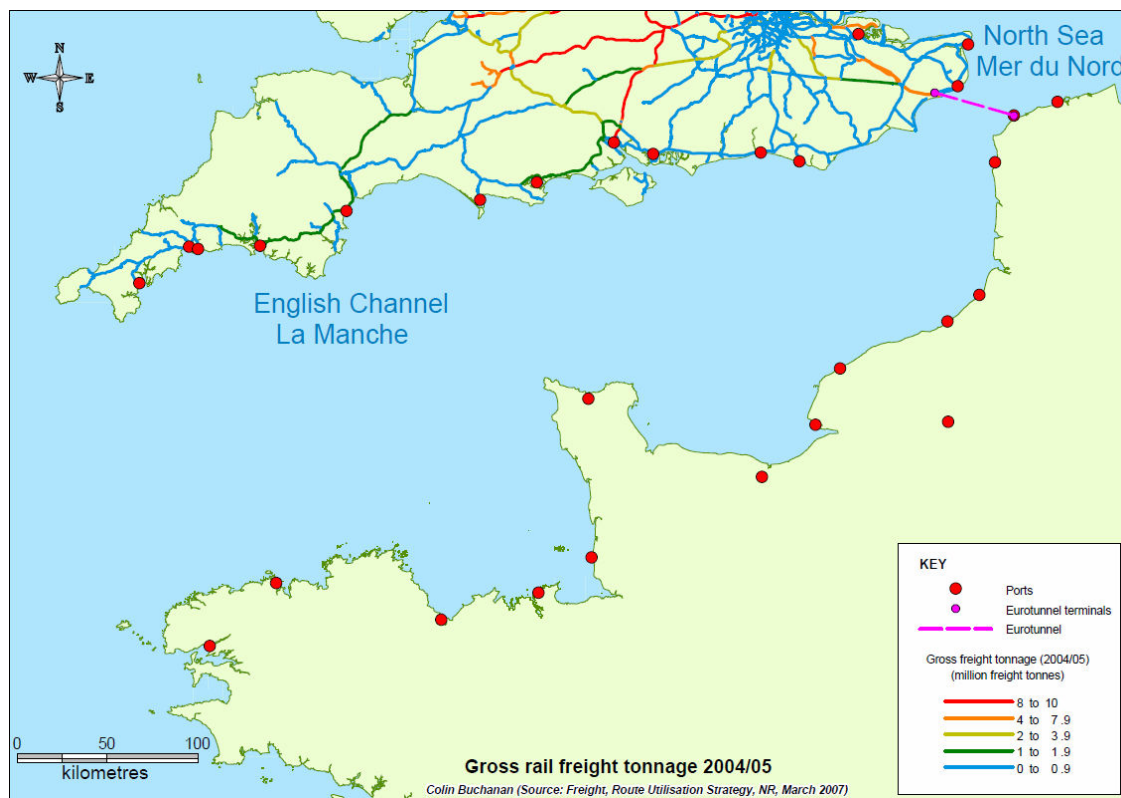 North Sea
Mer du Nord
N
W E
S
English Channel
La Manche
KEY
Ports
Eurotunnel terminals
Eurotunnel
Gross freight tonnage (2004/05)
(million freight tonnes)
8 to 10
4 to 7.9
2 to 3.9
1 to 1.9
0 to 0.9
0 50 100
kilometres
Gross rail freight tonnage 2004/05
Colin Buchanan (Source: Freight, Route Utilisation Strategy, NR, March 2007)